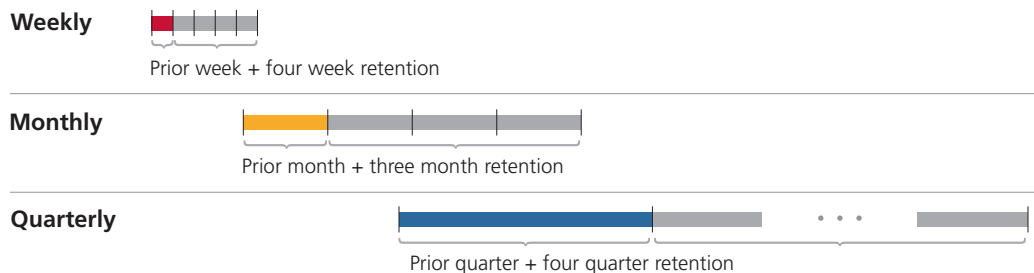 Weekly
Prior week + four week retention
Monthly
Prior month + three month retention
Quarterly
Prior quarter + four quarter retention